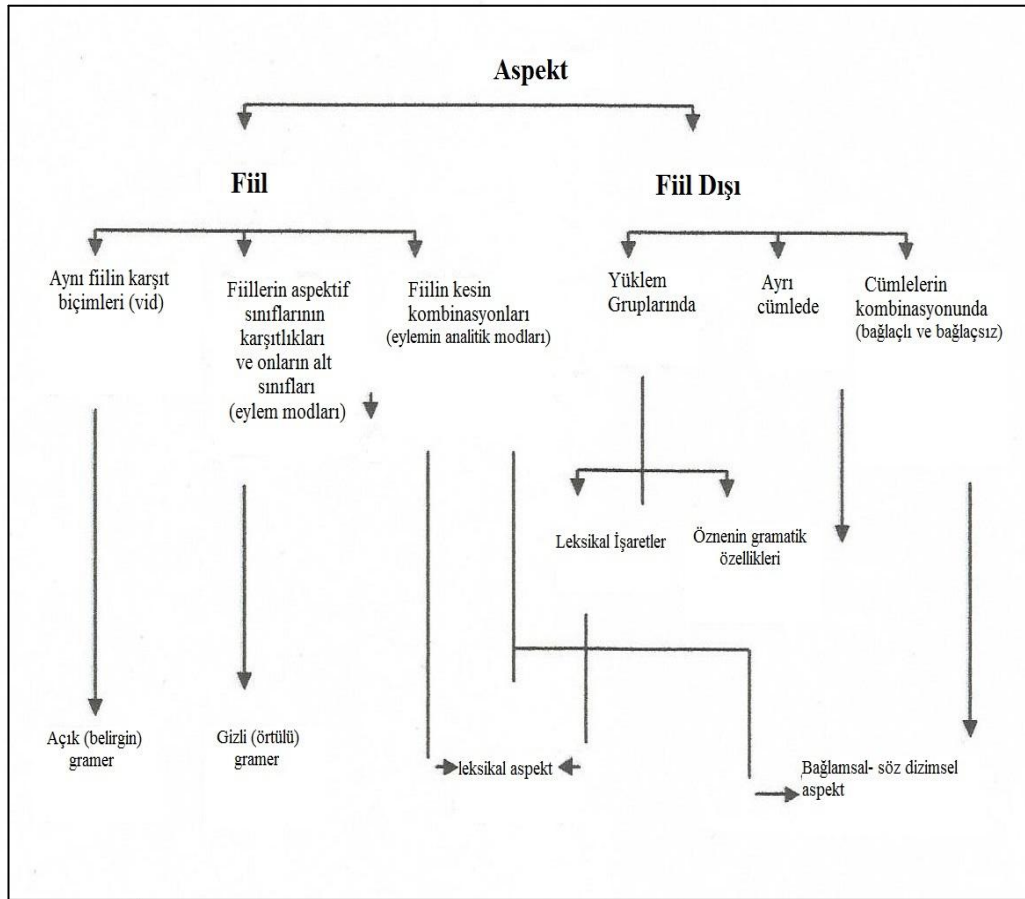 Aspekt
Fiil
Fiil Dışı
Aynı fiilin karşıt
biçimleri (vid)
Fiillerin aspektif
sınıflarının
karşıtlıkları
ve onların alt
sınıfları
(eylem modları)
Fiilin kesin
kombinasyonları
(eylemin analitik modları)
Yüklem
Gruplarında
Ayrı
cümlede
Cümlelerin
kombinasyonunda
(bağlaçlı ve bağlaçsız)
Leksikal İşaretler
Öznenin gramatik
özellikleri
Açık (belirgin)
gramer
Gizli (örtülü)
gramer
leksikal aspekt
Bağlamsal- söz dizimsel
aspekt